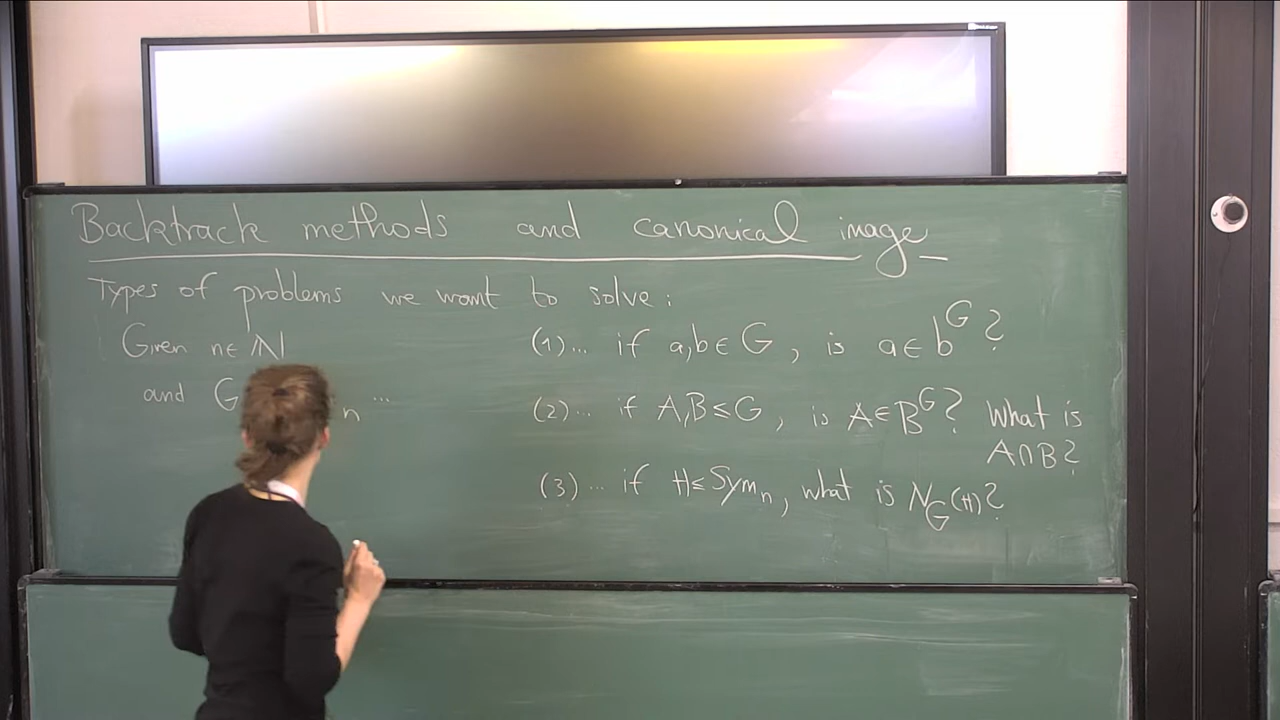 Backtrack methods and canonical image
Types of problems we want to solve:
Given n∈ℕ
and G n ...
(1)... if a,b ∈ G, is a ∈ b^G?
(2)... if A,B ≤ G, is A ∈ B^G? What is
A∩B?
(3)... if H ≤ Sym_n, what is N_G(H)?